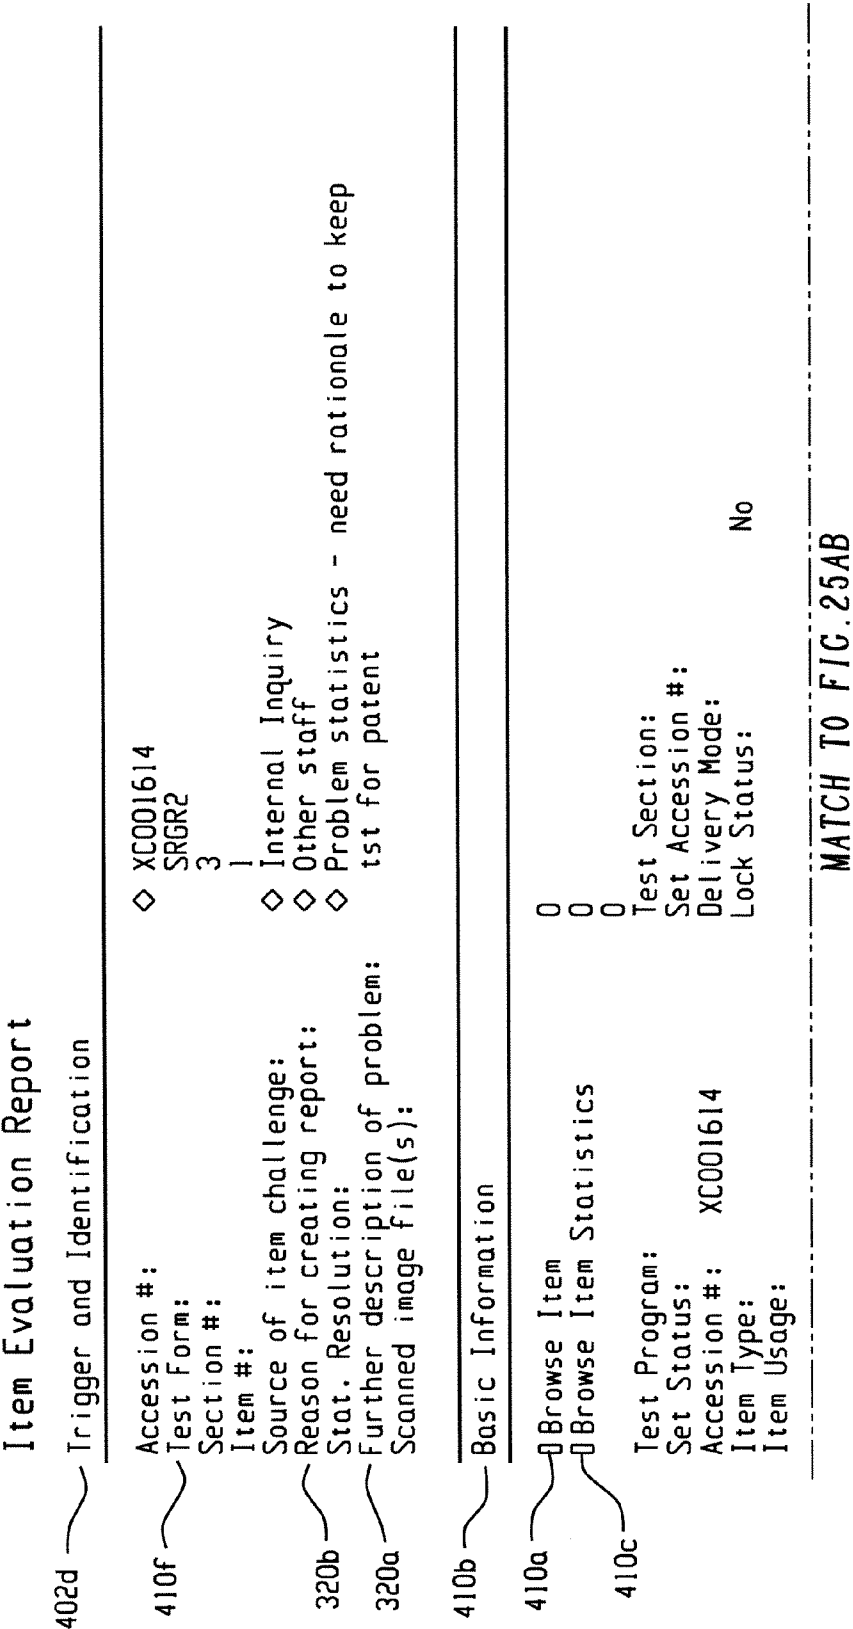 Item Evaluation Report
402d Trigger and Identification
Accession #: ◇ XC001614
410f Test Form: SRGR2
Section #: 3
Item #: 1
Source of item challenge: ◇ Internal Inquiry
320b Reason for creating report: ◇ Other staff
Stat. Resolution: ◇ Problem statistics - need rationale to keep
320a Further description of problem: tst for patent
Scanned image file(s):
410b Basic Information
410a Browse Item
410c Browse Item Statistics
Test Program: Test Section:
Set Status: Set Accession #:
Accession #: XC001614 Delivery Mode:
Item Type: Lock Status: No
Item Usage:
MATCH TO FIG.25AB